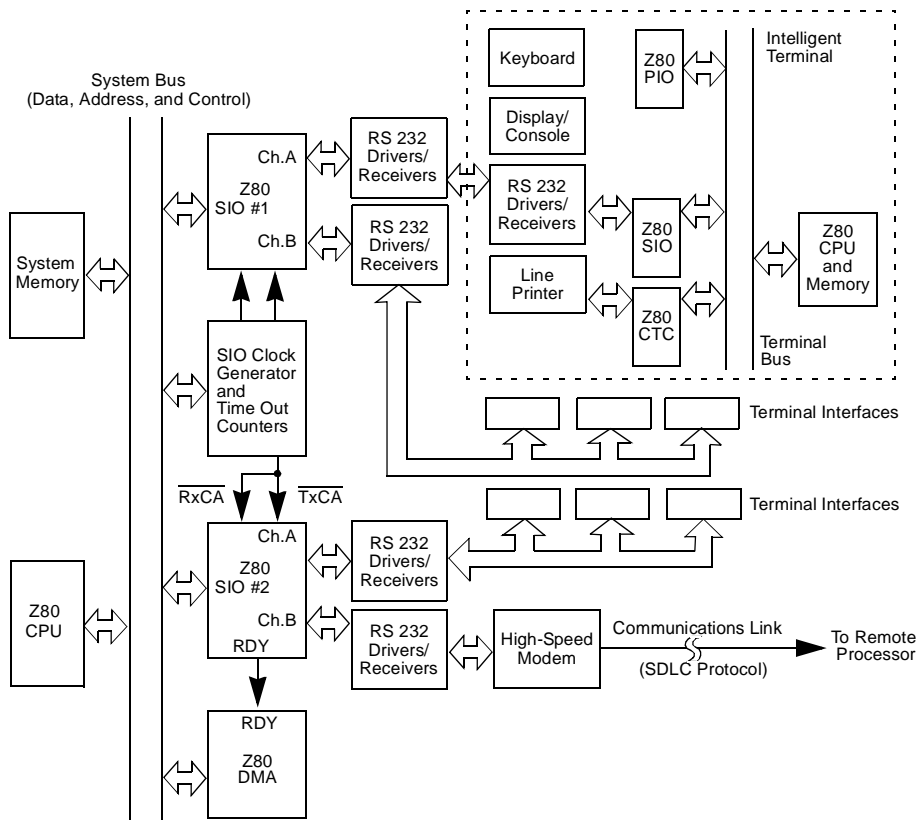 System Bus
(Data, Address, and Control)
System
Memory
Z80
CPU
Ch.A
Z80
SIO #1
Ch.B
SIO Clock
Generator
and
Time Out
Counters
RxCA
TxCA
Ch.A
Z80
SIO #2
Ch.B
RDY
RDY
Z80
DMA
RS 232
Drivers/
Receivers
RS 232
Drivers/
Receivers
RS 232
Drivers/
Receivers
RS 232
Drivers/
Receivers
Keyboard
Display/
Console
RS 232
Drivers/
Receivers
Line
Printer
Z80
PIO
Z80
SIO
Z80
CTC
Intelligent
Terminal
Z80
CPU
and
Memory
Terminal
Bus
Terminal Interfaces
Terminal Interfaces
High-Speed
Modem
Communications Link
(SDLC Protocol)
To Remote
Processor